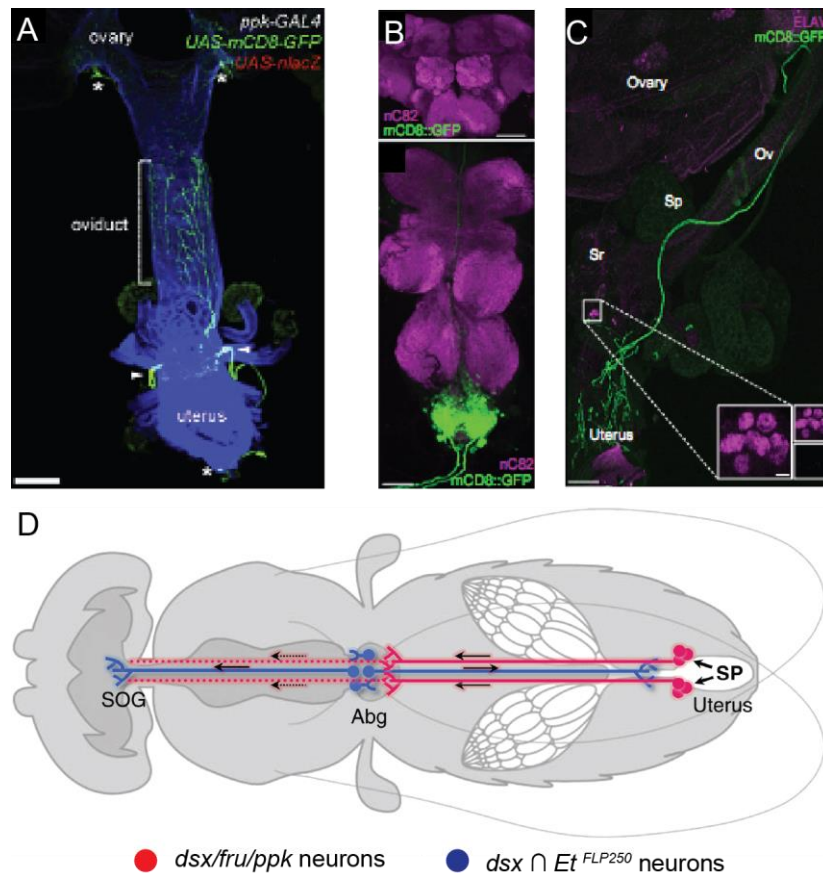 A
ovary
ppk-GAL4
UAS-mCD8-GFP
UAS-nlacZ
*
*
oviduct
uterus
*
B
nC82
mCD8::GFP
nC82
mCD8::GFP
C
ELAV
mCD8::GFP
Ovary
Ov
Sp
Sr
Uterus
D
SOG
Abg
SP
Uterus
dsx/fru/ppk neurons
dsx ∩ Et FLP250 neurons